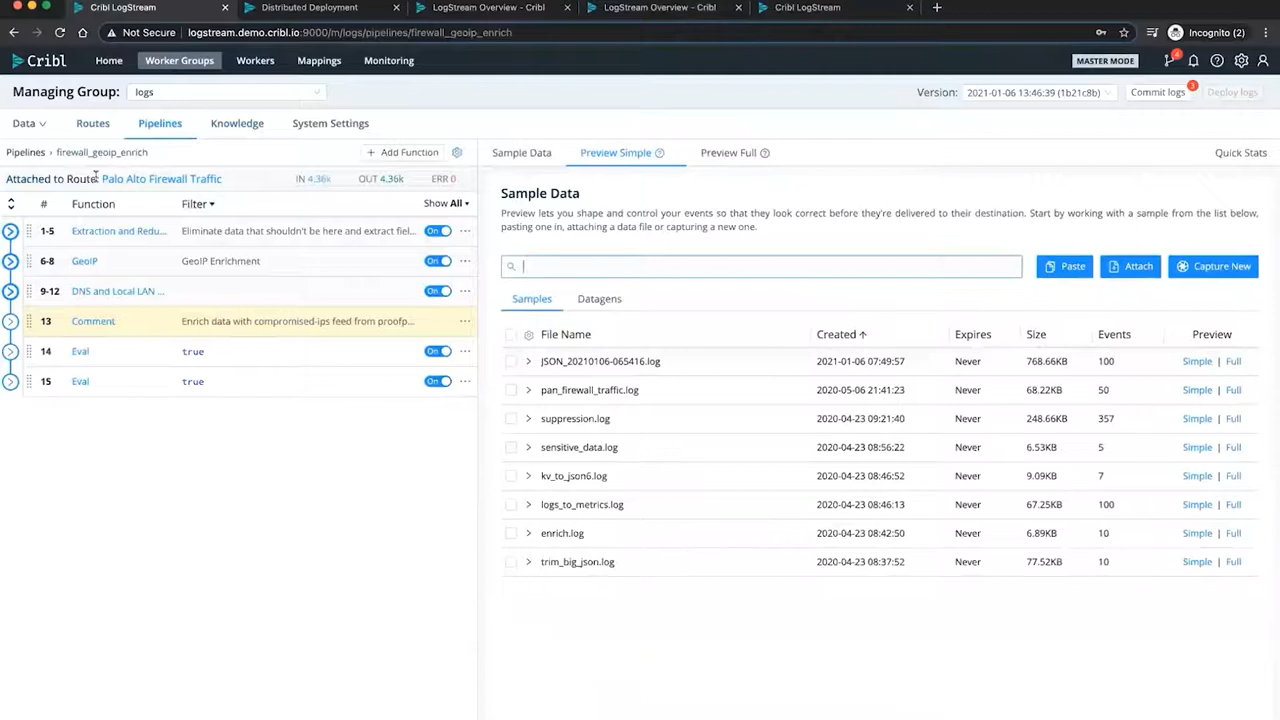 Cribl LogStream
Distributed Deployment
LogStream Overview - Cribl
LogStream Overview - Cribl
Cribl LogStream
Not Secure logstream.demo.cribl.io:9000/m/logs/pipelines/firewall_geoip_enrich Incognito (2)
Cribl Home Worker Groups Workers Mappings Monitoring MASTER MODE 4
Managing Group: logs Version: 2021-01-06 13:46:39 (1b21c8b) Commit logs 3 Deploy logs
Data Routes Pipelines Knowledge System Settings
Pipelines › firewall_geoip_enrich + Add Function
Sample Data Preview Simple Preview Full Quick Stats
Attached to Route: Palo Alto Firewall Traffic IN 4.36k OUT 4.36k ERR 0
# Function Filter Show All
1-5 Extraction and Redu... Eliminate data that shouldn't be here and extract fiel... On
6-8 GeoIP GeoIP Enrichment On
9-12 DNS and Local LAN ... On
13 Comment Enrich data with compromised-ips feed from proofp...
14 Eval true On
15 Eval true On
Sample Data
Preview lets you shape and control your events so that they look correct before they're delivered to their destination. Start by working with a sample from the list below,
pasting one in, attaching a data file or capturing a new one.
Paste Attach Capture New
Samples Datagens
File Name Created Expires Size Events Preview
JSON_20210106-065416.log 2021-01-06 07:49:57 Never 768.66KB 100 Simple | Full
pan_firewall_traffic.log 2020-05-06 21:41:23 Never 68.22KB 50 Simple | Full
suppression.log 2020-04-23 09:21:40 Never 248.66KB 357 Simple | Full
sensitive_data.log 2020-04-23 08:56:22 Never 6.53KB 5 Simple | Full
kv_to_json6.log 2020-04-23 08:46:52 Never 9.09KB 7 Simple | Full
logs_to_metrics.log 2020-04-23 08:46:13 Never 67.25KB 100 Simple | Full
enrich.log 2020-04-23 08:42:50 Never 6.89KB 10 Simple | Full
trim_big_json.log 2020-04-23 08:37:52 Never 77.52KB 10 Simple | Full